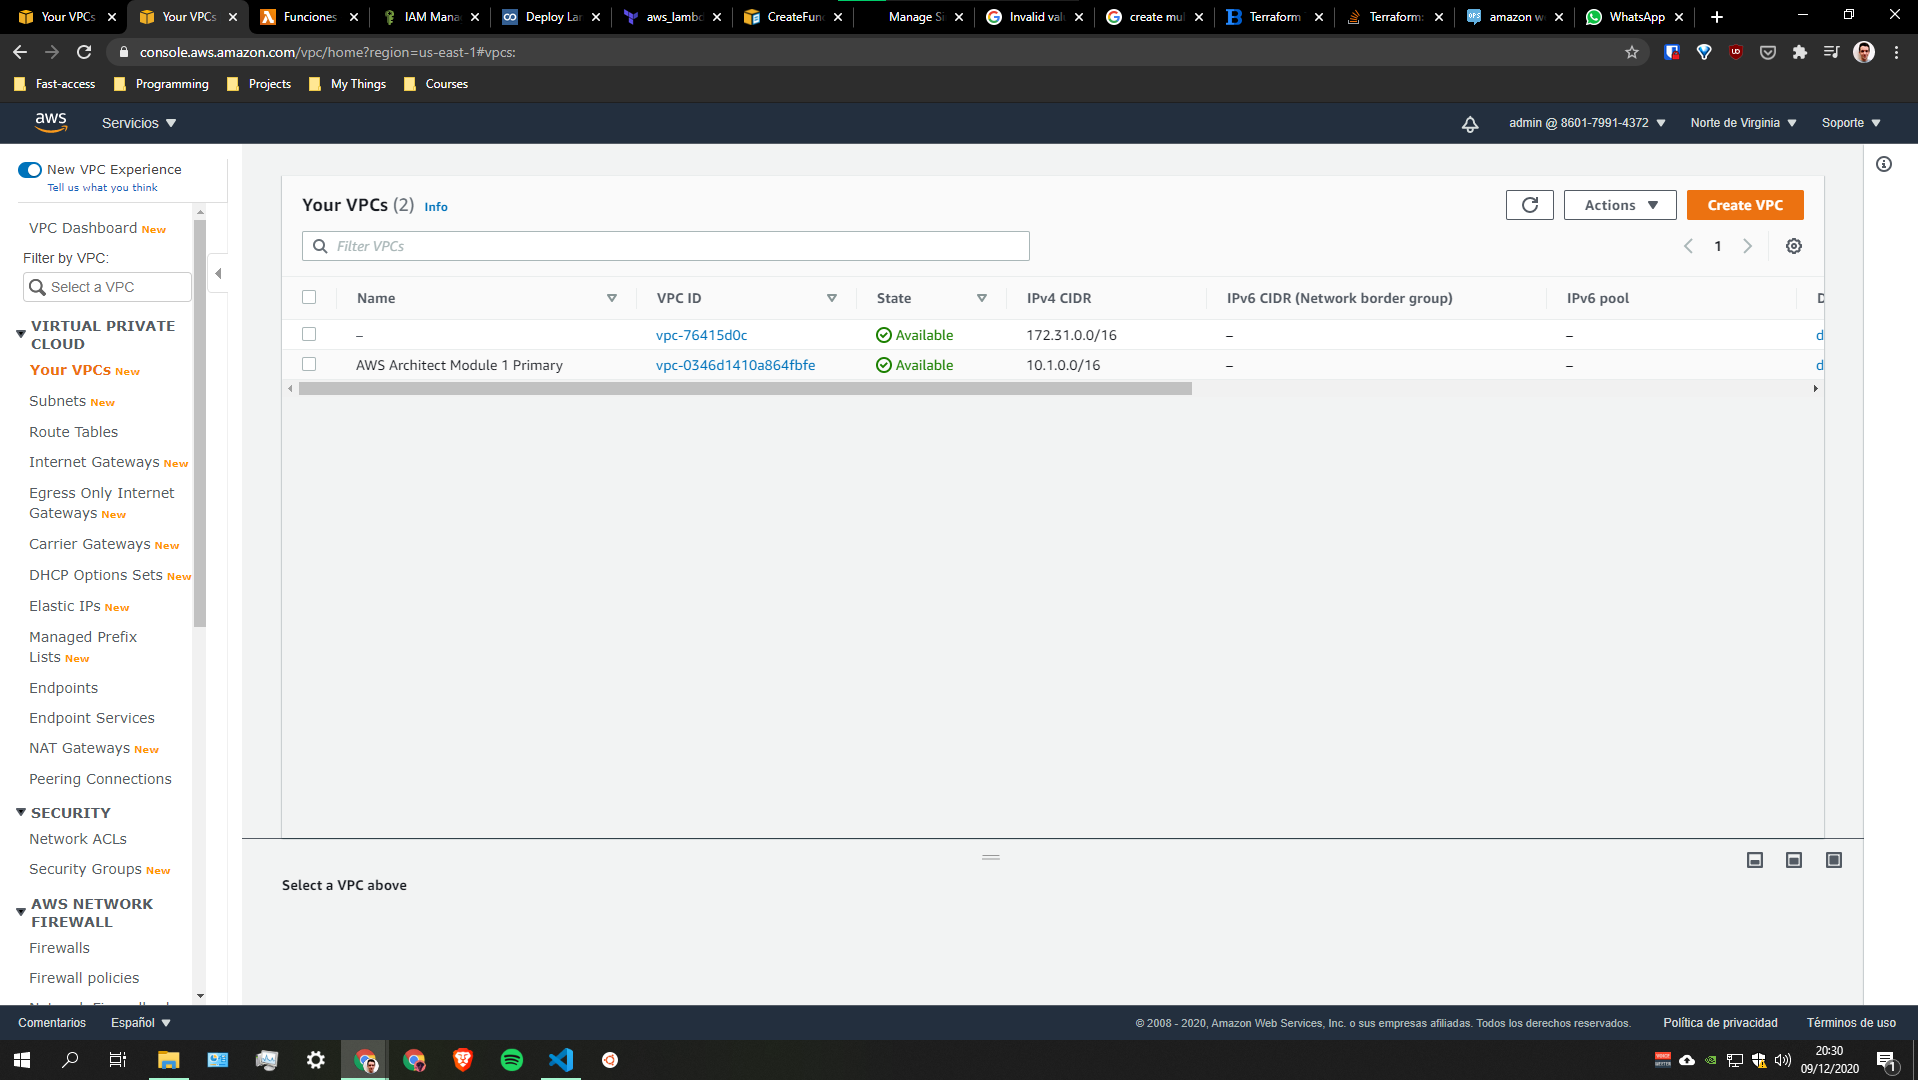 Your VPCs
Your VPCs
Funciones
IAM Mana
Deploy Lar
aws_lambd
CreateFun
Manage Si
Invalid val
create mul
Terraform
Terraform:
amazon w
WhatsApp
console.aws.amazon.com/vpc/home?region=us-east-1#vpcs:
Fast-access
Programming
Projects
My Things
Courses
aws
Servicios
admin @ 8601-7991-4372
Norte de Virginia
Soporte
New VPC Experience
Tell us what you think
VPC Dashboard New
Filter by VPC:
Select a VPC
VIRTUAL PRIVATE
CLOUD
Your VPCs New
Subnets New
Route Tables
Internet Gateways New
Egress Only Internet
Gateways New
Carrier Gateways New
DHCP Options Sets New
Elastic IPs New
Managed Prefix
Lists New
Endpoints
Endpoint Services
NAT Gateways New
Peering Connections
SECURITY
Network ACLs
Security Groups New
AWS NETWORK
FIREWALL
Firewalls
Firewall policies
Your VPCs (2) Info
Actions
Create VPC
Filter VPCs
1
Name VPC ID State IPv4 CIDR IPv6 CIDR (Network border group) IPv6 pool D
– vpc-76415d0c Available 172.31.0.0/16 – – d
AWS Architect Module 1 Primary vpc-0346d1410a864fbfe Available 10.1.0.0/16 – – d
Select a VPC above
Comentarios
Español
© 2008 - 2020, Amazon Web Services, Inc. o sus empresas afiliadas. Todos los derechos reservados.
Política de privacidad
Términos de uso
20:30
09/12/2020
1